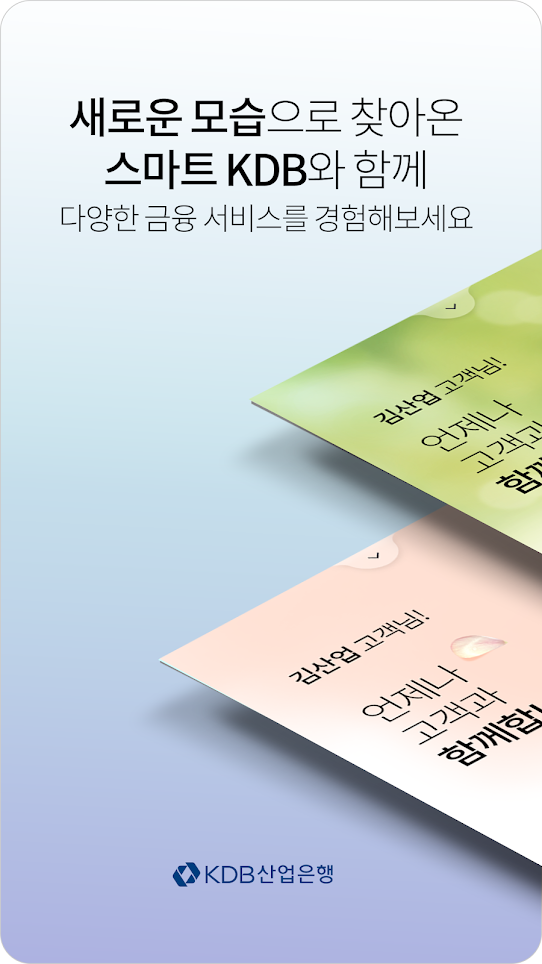 새로운 모습으로 찾아온
스마트 KDB와 함께
다양한 금융 서비스를 경험해보세요
김산업 고객님!
언제나
고객과
함께
김산업 고객님!
언제나
고객과
함께합니
KDB산업은행